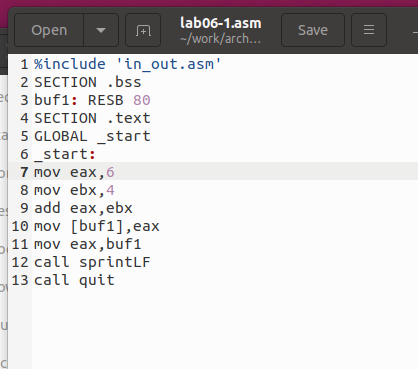 Open
lab06-1.asm
~/work/arch...
Save
1 %include 'in_out.asm'
2 SECTION .bss
3 buf1: RESB 80
4 SECTION .text
5 GLOBAL _start
6 _start:
7 mov eax,6
8 mov ebx,4
9 add eax,ebx
10 mov [buf1],eax
11 mov eax,buf1
12 call sprintLF
13 call quit